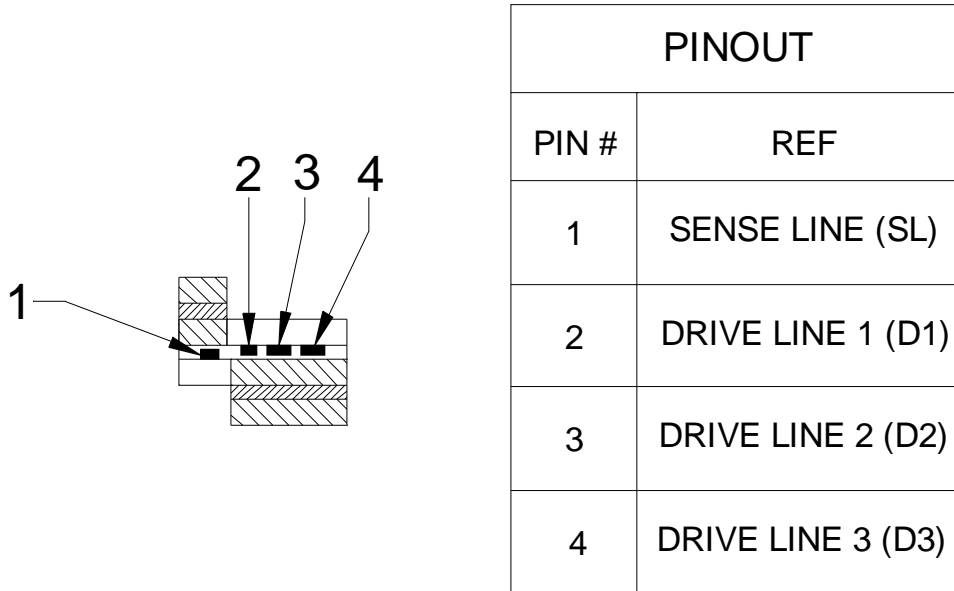 2 3 4
1
PINOUT
PIN # REF
1 SENSE LINE (SL)
2 DRIVE LINE 1 (D1)
3 DRIVE LINE 2 (D2)
4 DRIVE LINE 3 (D3)